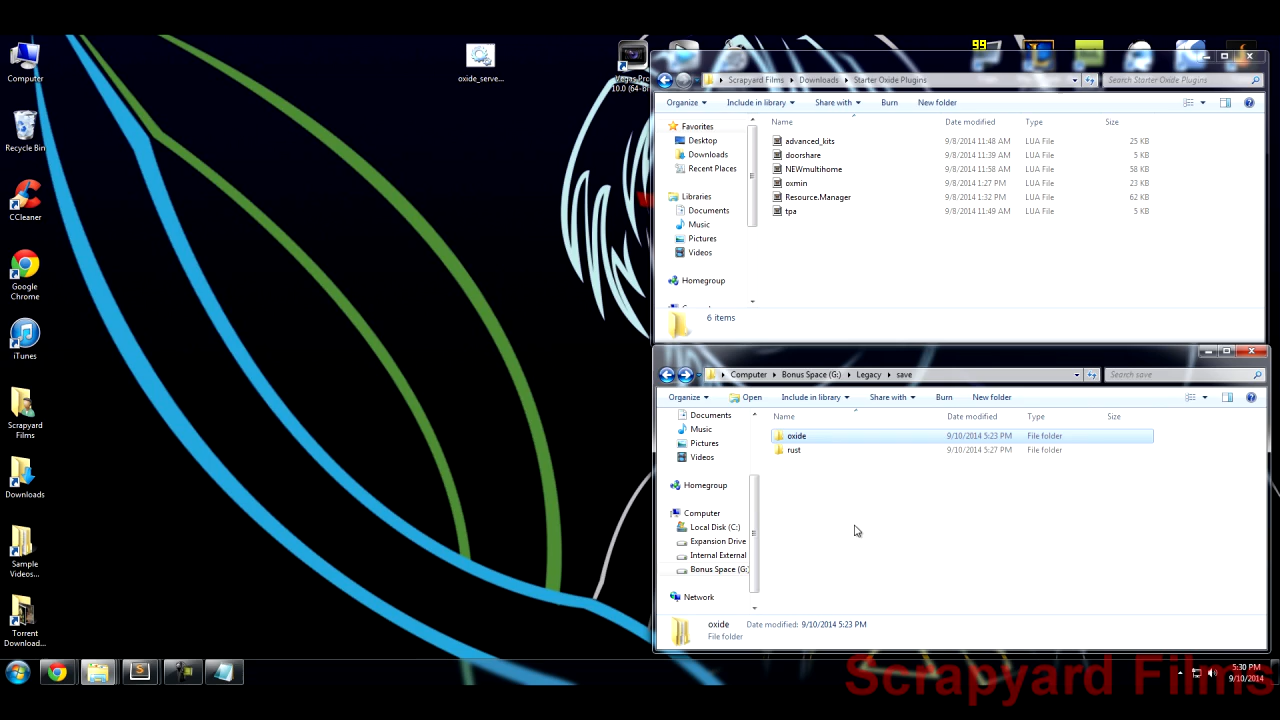 Computer
Recycle Bin
CCleaner
Google
Chrome
iTunes
Scrapyard
Films
Downloads
Sample
Videos...
Torrent
Download...
oxide_serve...
Vegas Pro
10.0 (64-bi
99
Scrapyard Films
Downloads
Starter Oxide Plugins
Search Starter Oxide Plugins
Organize
Include in library
Share with
Burn
New folder
Favorites
Desktop
Downloads
Recent Places
Libraries
Documents
Music
Pictures
Videos
Homegroup
Name Date modified Type Size
advanced_kits 9/8/2014 11:48 AM LUA File 25 KB
doorshare 9/8/2014 11:39 AM LUA File 5 KB
NEWmultihome 9/8/2014 11:58 AM LUA File 58 KB
oxmin 9/8/2014 1:27 PM LUA File 23 KB
Resource.Manager 9/8/2014 1:32 PM LUA File 62 KB
tpa 9/8/2014 11:49 AM LUA File 5 KB
6 items
Computer
Bonus Space (G:)
Legacy
save
Search save
Organize
Open
Include in library
Share with
Burn
New folder
Documents
Music
Pictures
Videos
Homegroup
Computer
Local Disk (C:)
Expansion Drive
Internal External
Bonus Space (G:
Network
Name Date modified Type Size
oxide 9/10/2014 5:23 PM File folder
rust 9/10/2014 5:27 PM File folder
oxide Date modified: 9/10/2014 5:23 PM
File folder
5:30 PM
9/10/2014
Scrapyard Films